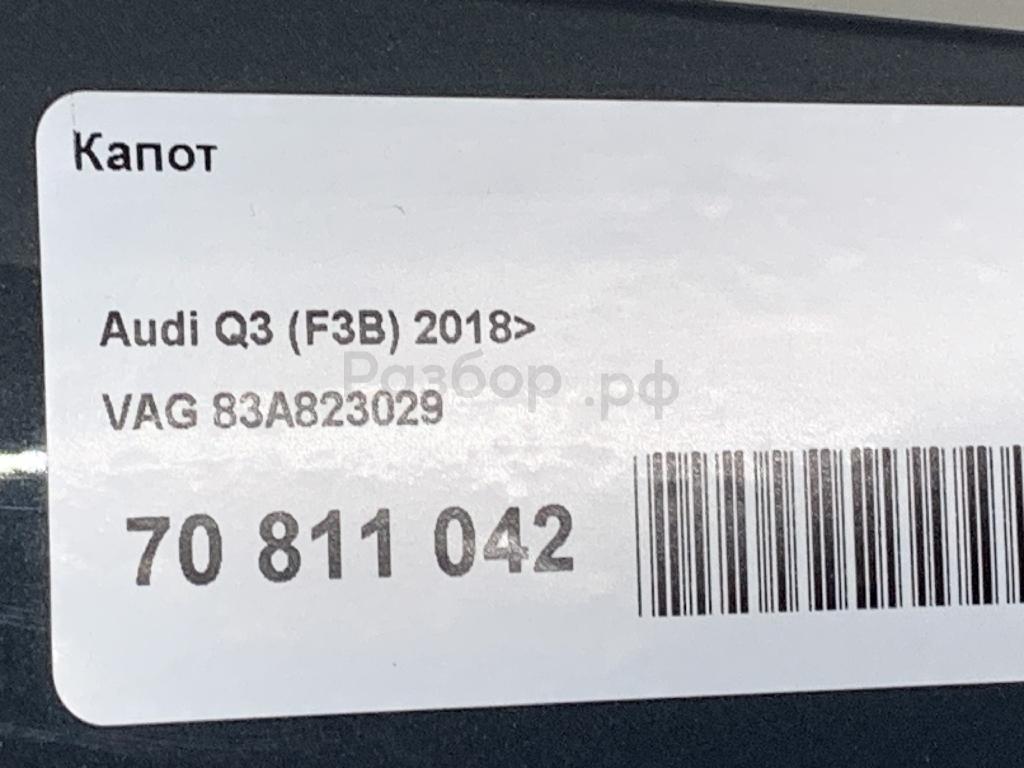 Капот
Audi Q3 (F3B) 2018>
Разбор.рф
VAG 83A823029
70 811 042